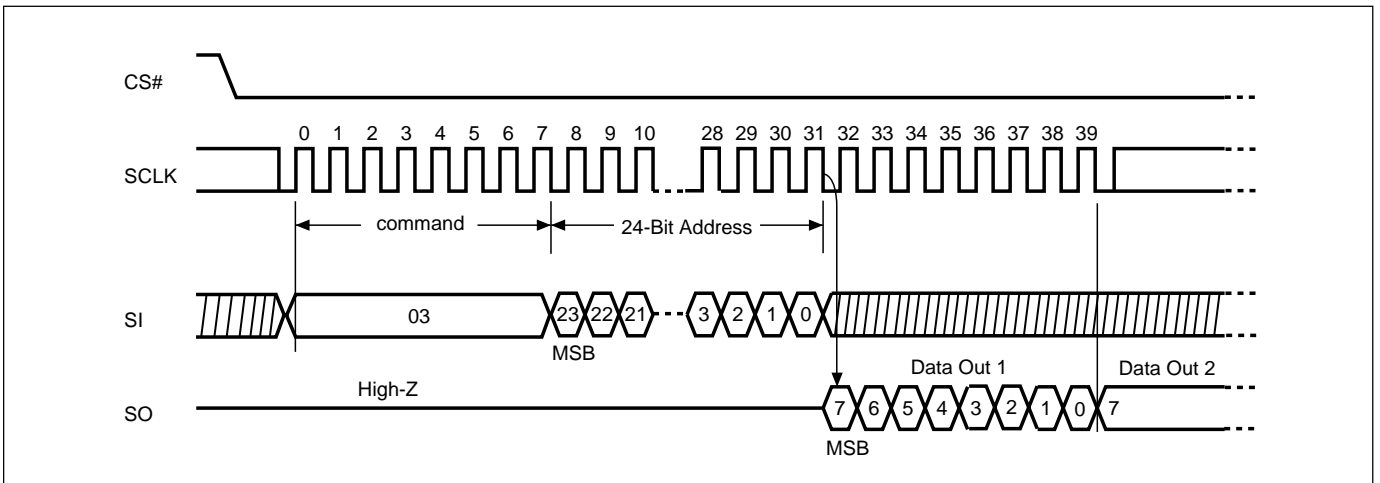 CS#
0 1 2 3 4 5 6 7 8 9 10 28 29 30 31 32 33 34 35 36 37 38 39
SCLK
command
24-Bit Address
SI
03
23 22 21 3 2 1 0
MSB
Data Out 1
Data Out 2
High-Z
SO
7 6 5 4 3 2 1 0 7
MSB